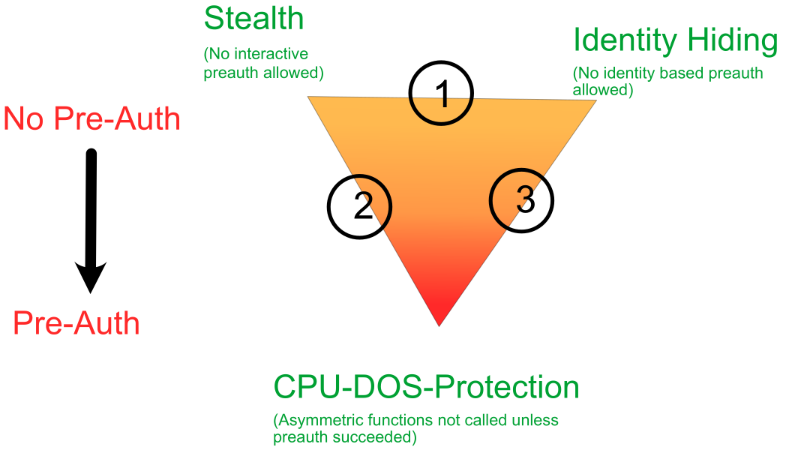 Stealth
(No interactive
preauth allowed)
Identity Hiding
(No identity based preauth
allowed)
1
No Pre-Auth
2
3
Pre-Auth
CPU-DOS-Protection
(Asymmetric functions not called unless
preauth succeeded)